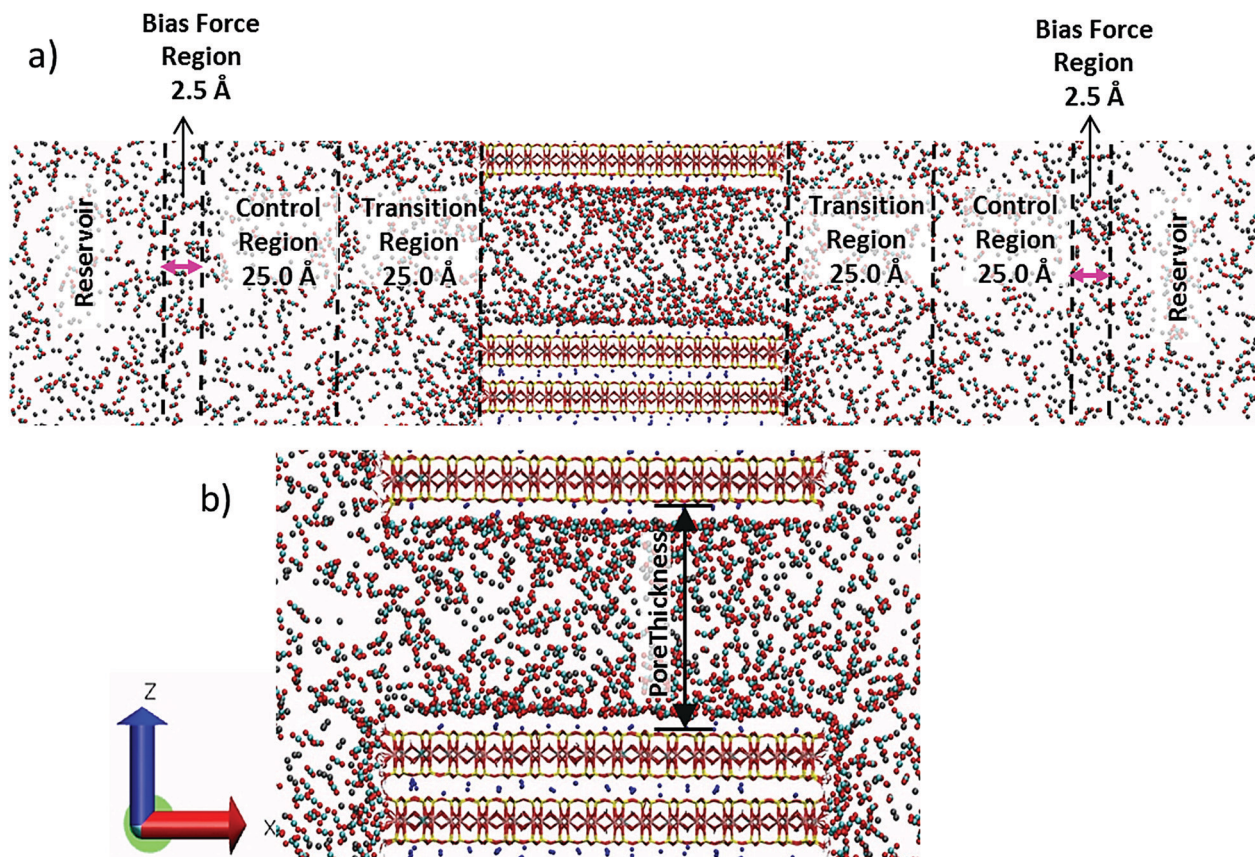 a)
Bias Force
Region
2.5 Å
Bias Force
Region
2.5 Å
Reservoir
Control
Region
25.0 Å
Transition
Region
25.0 Å
Transition
Region
25.0 Å
Control
Region
25.0 Å
Reservoir
b)
PoreThickness
Z
X